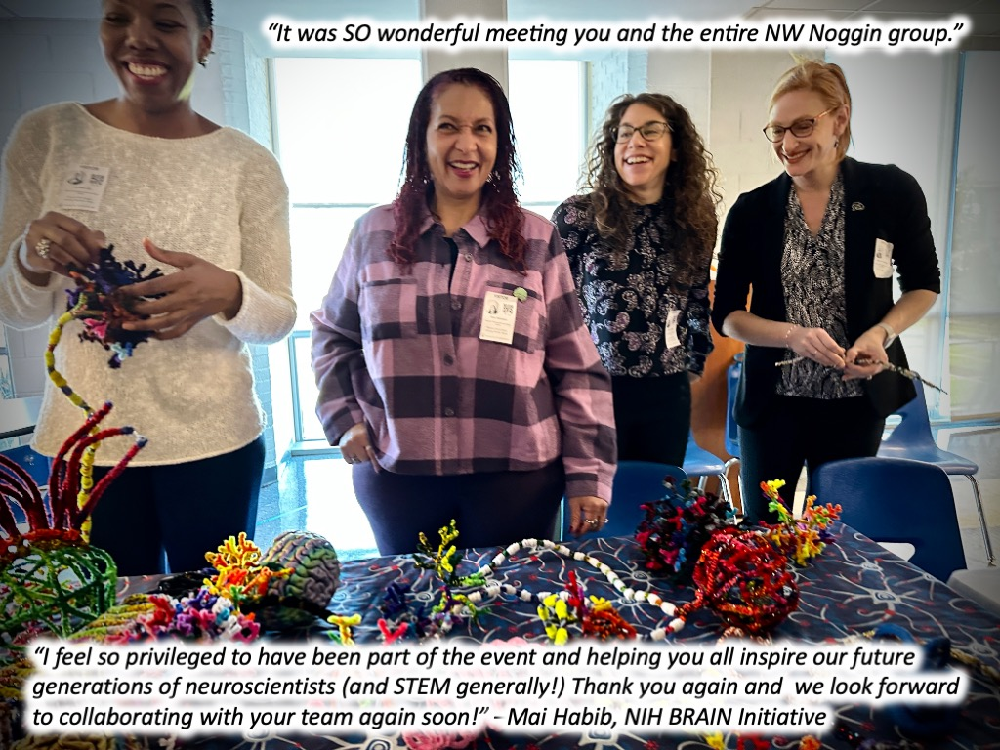 “It was SO wonderful meeting you and the entire NW Noggin group.”
“I feel so privileged to have been part of the event and helping you all inspire our future
generations of neuroscientists (and STEM generally!) Thank you again and  we look forward
to collaborating with your team again soon!” - Mai Habib, NIH BRAIN Initiative